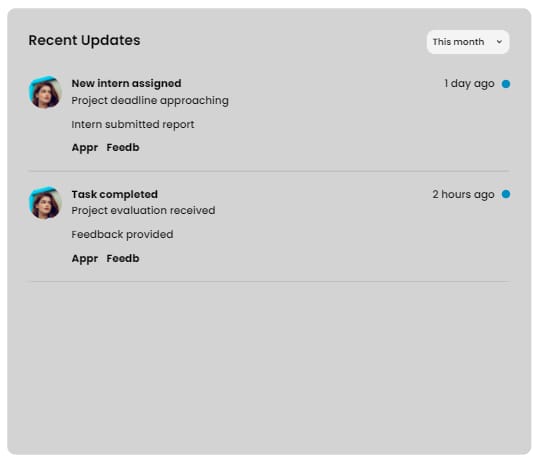 Recent Updates
This month
New intern assigned
1 day ago
Project deadline approaching
Intern submitted report
Appr Feedb
Task completed
2 hours ago
Project evaluation received
Feedback provided
Appr Feedb